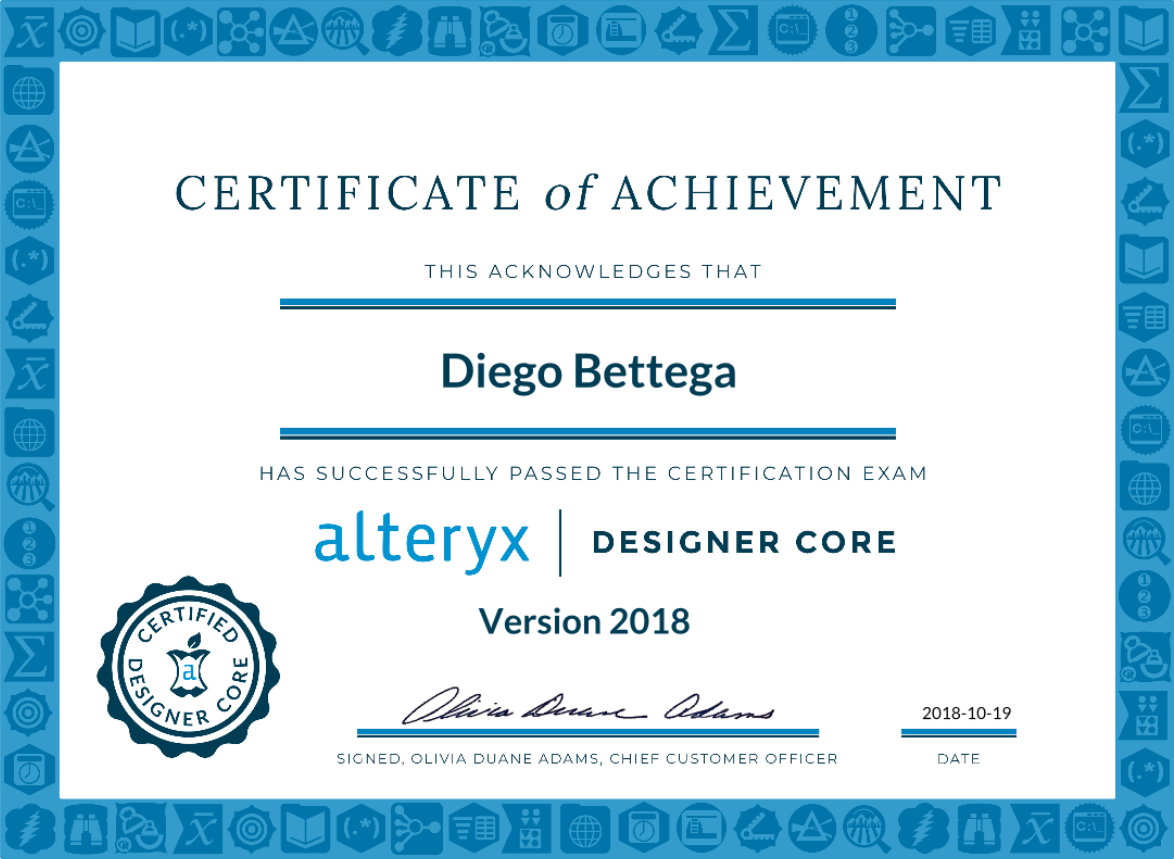 CERTIFICATE of ACHIEVEMENT
THIS ACKNOWLEDGES THAT
Diego Bettega
HAS SUCCESSFULLY PASSED THE CERTIFICATION EXAM
alteryx | DESIGNER CORE
Version 2018
CERTIFIED
a
DESIGNER CORE
Olivia Duane Adams
2018-10-19
SIGNED, OLIVIA DUANE ADAMS, CHIEF CUSTOMER OFFICER
DATE